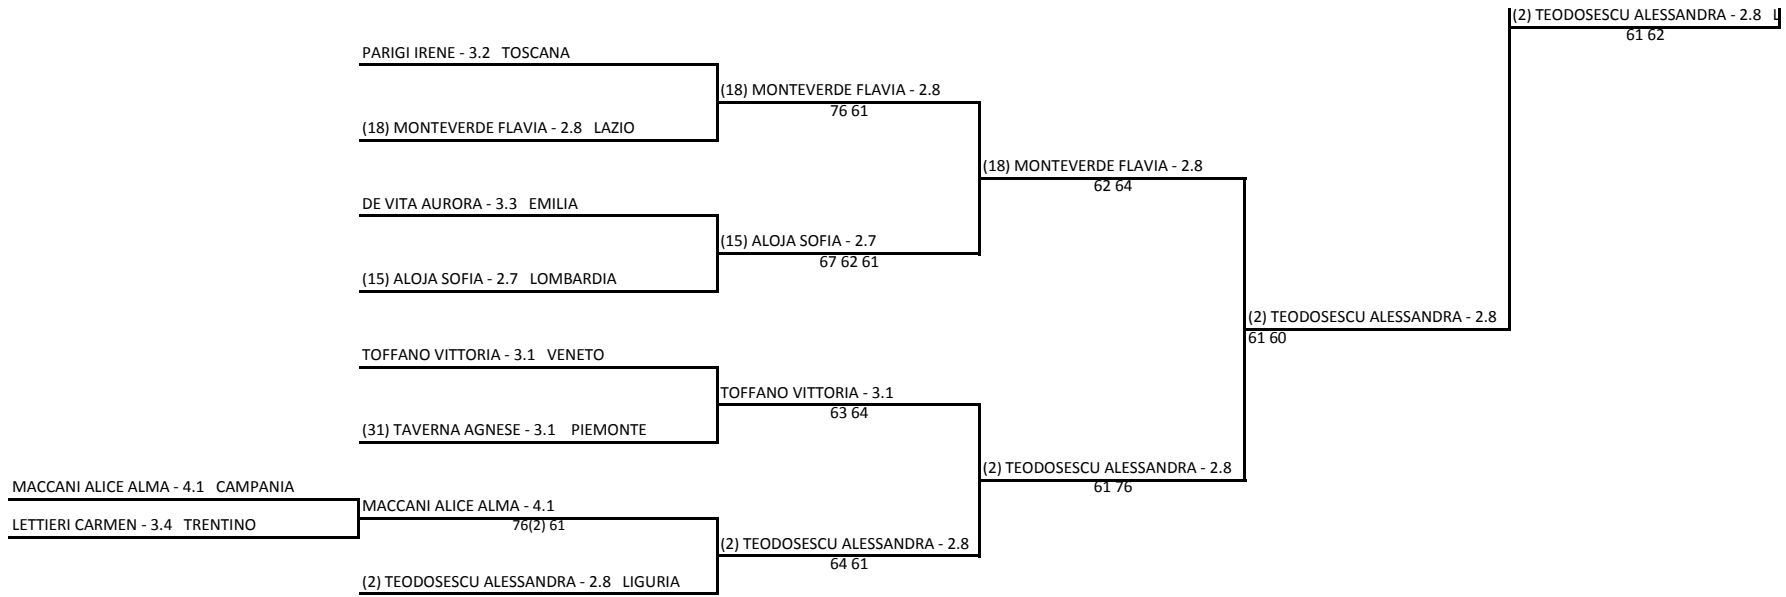 (2) TEODOSESCU ALESSANDRA - 2.8 L
61 62
PARIGI IRENE - 3.2 TOSCANA
(18) MONTEVERDE FLAVIA - 2.8
76 61
(18) MONTEVERDE FLAVIA - 2.8 LAZIO
(18) MONTEVERDE FLAVIA - 2.8
62 64
DE VITA AURORA - 3.3 EMILIA
(15) ALOJA SOFIA - 2.7
67 62 61
(15) ALOJA SOFIA - 2.7 LOMBARDIA
(2) TEODOSESCU ALESSANDRA - 2.8
61 60
TOFFANO VITTORIA - 3.1 VENETO
TOFFANO VITTORIA - 3.1
63 64
(31) TAVERNA AGNESE - 3.1 PIEMONTE
(2) TEODOSESCU ALESSANDRA - 2.8
61 76
MACCANI ALICE ALMA - 4.1 CAMPANIA
MACCANI ALICE ALMA - 4.1
76(2) 61
LETTIERI CARMEN - 3.4 TRENTINO
(2) TEODOSESCU ALESSANDRA - 2.8
64 61
(2) TEODOSESCU ALESSANDRA - 2.8 LIGURIA